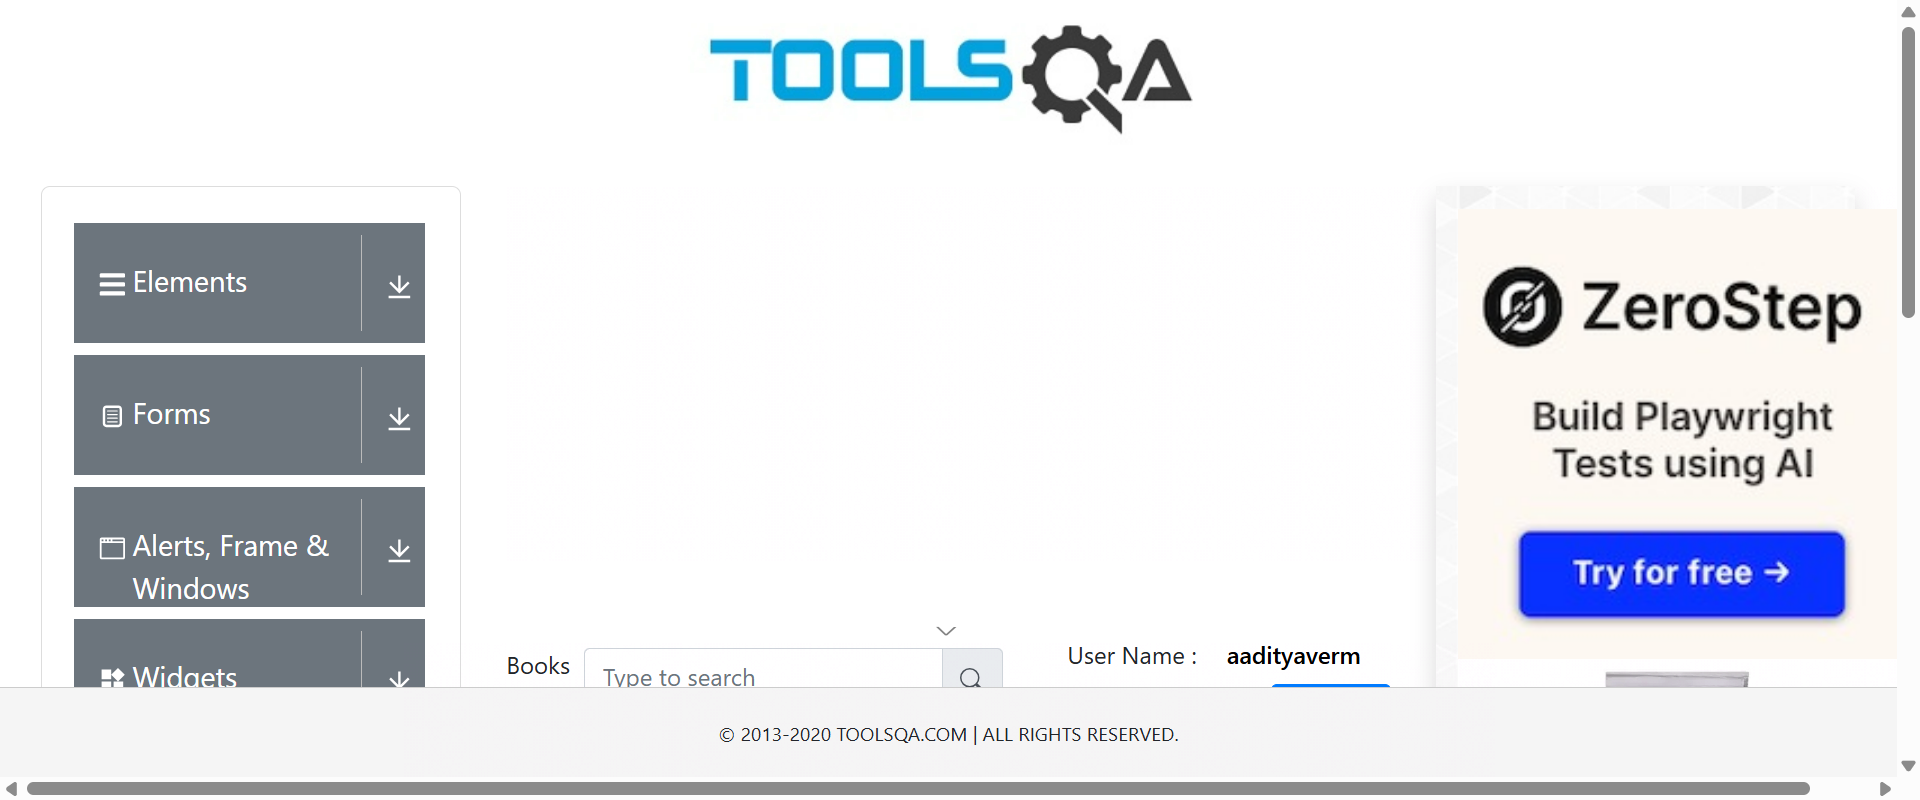 TOOLSQA
Elements
Forms
Alerts, Frame &
Windows
Widgets
Books
Type to search
User Name :
aadityaverm
ZeroStep
Build Playwright
Tests using AI
Try for free →
© 2013-2020 TOOLSQA.COM | ALL RIGHTS RESERVED.